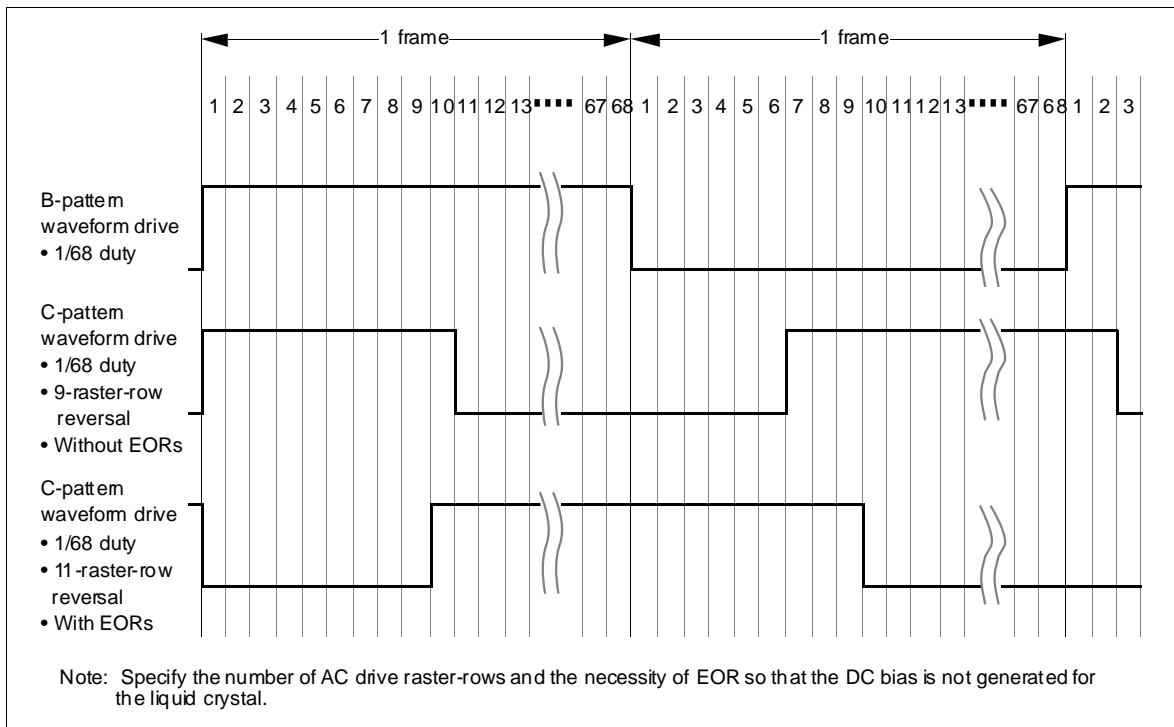 1 frame 1 frame
1 2 3 4 5 6 7 8 9 10 11 12 13 ▪▪▪▪▪ 67 68 1 2 3 4 5 6 7 8 9 10 11 12 13 ▪▪▪▪▪ 67 68 1 2 3
B-pattern
waveform drive
• 1/68 duty
C-pattern
waveform drive
• 1/68 duty
• 9-raster-row
reversal
• Without EORs
C-pattern
waveform drive
• 1/68 duty
• 11-raster-row
reversal
• With EORs
Note: Specify the number of AC drive raster-rows and the necessity of EOR so that the DC bias is not generated for
the liquid crystal.